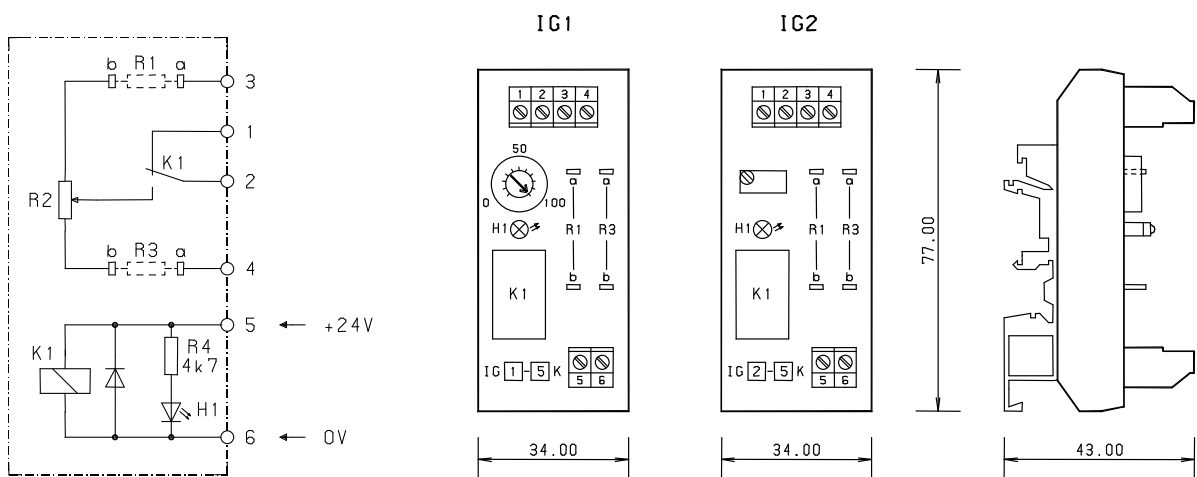 b R1 a 3
1
K1
2
R2
b R3 a 4
5 +24V
K1 R4
4k7
H1
6 0V
IG1
1 2 3 4
50
0 100
a a
H1 R1 R3
b b
K1
IG 1-5 K
5 6
34.00
IG2
1 2 3 4
a a
H1 R1 R3
b b
K1
IG 2-5 K
5 6
34.00
77.00
43.00